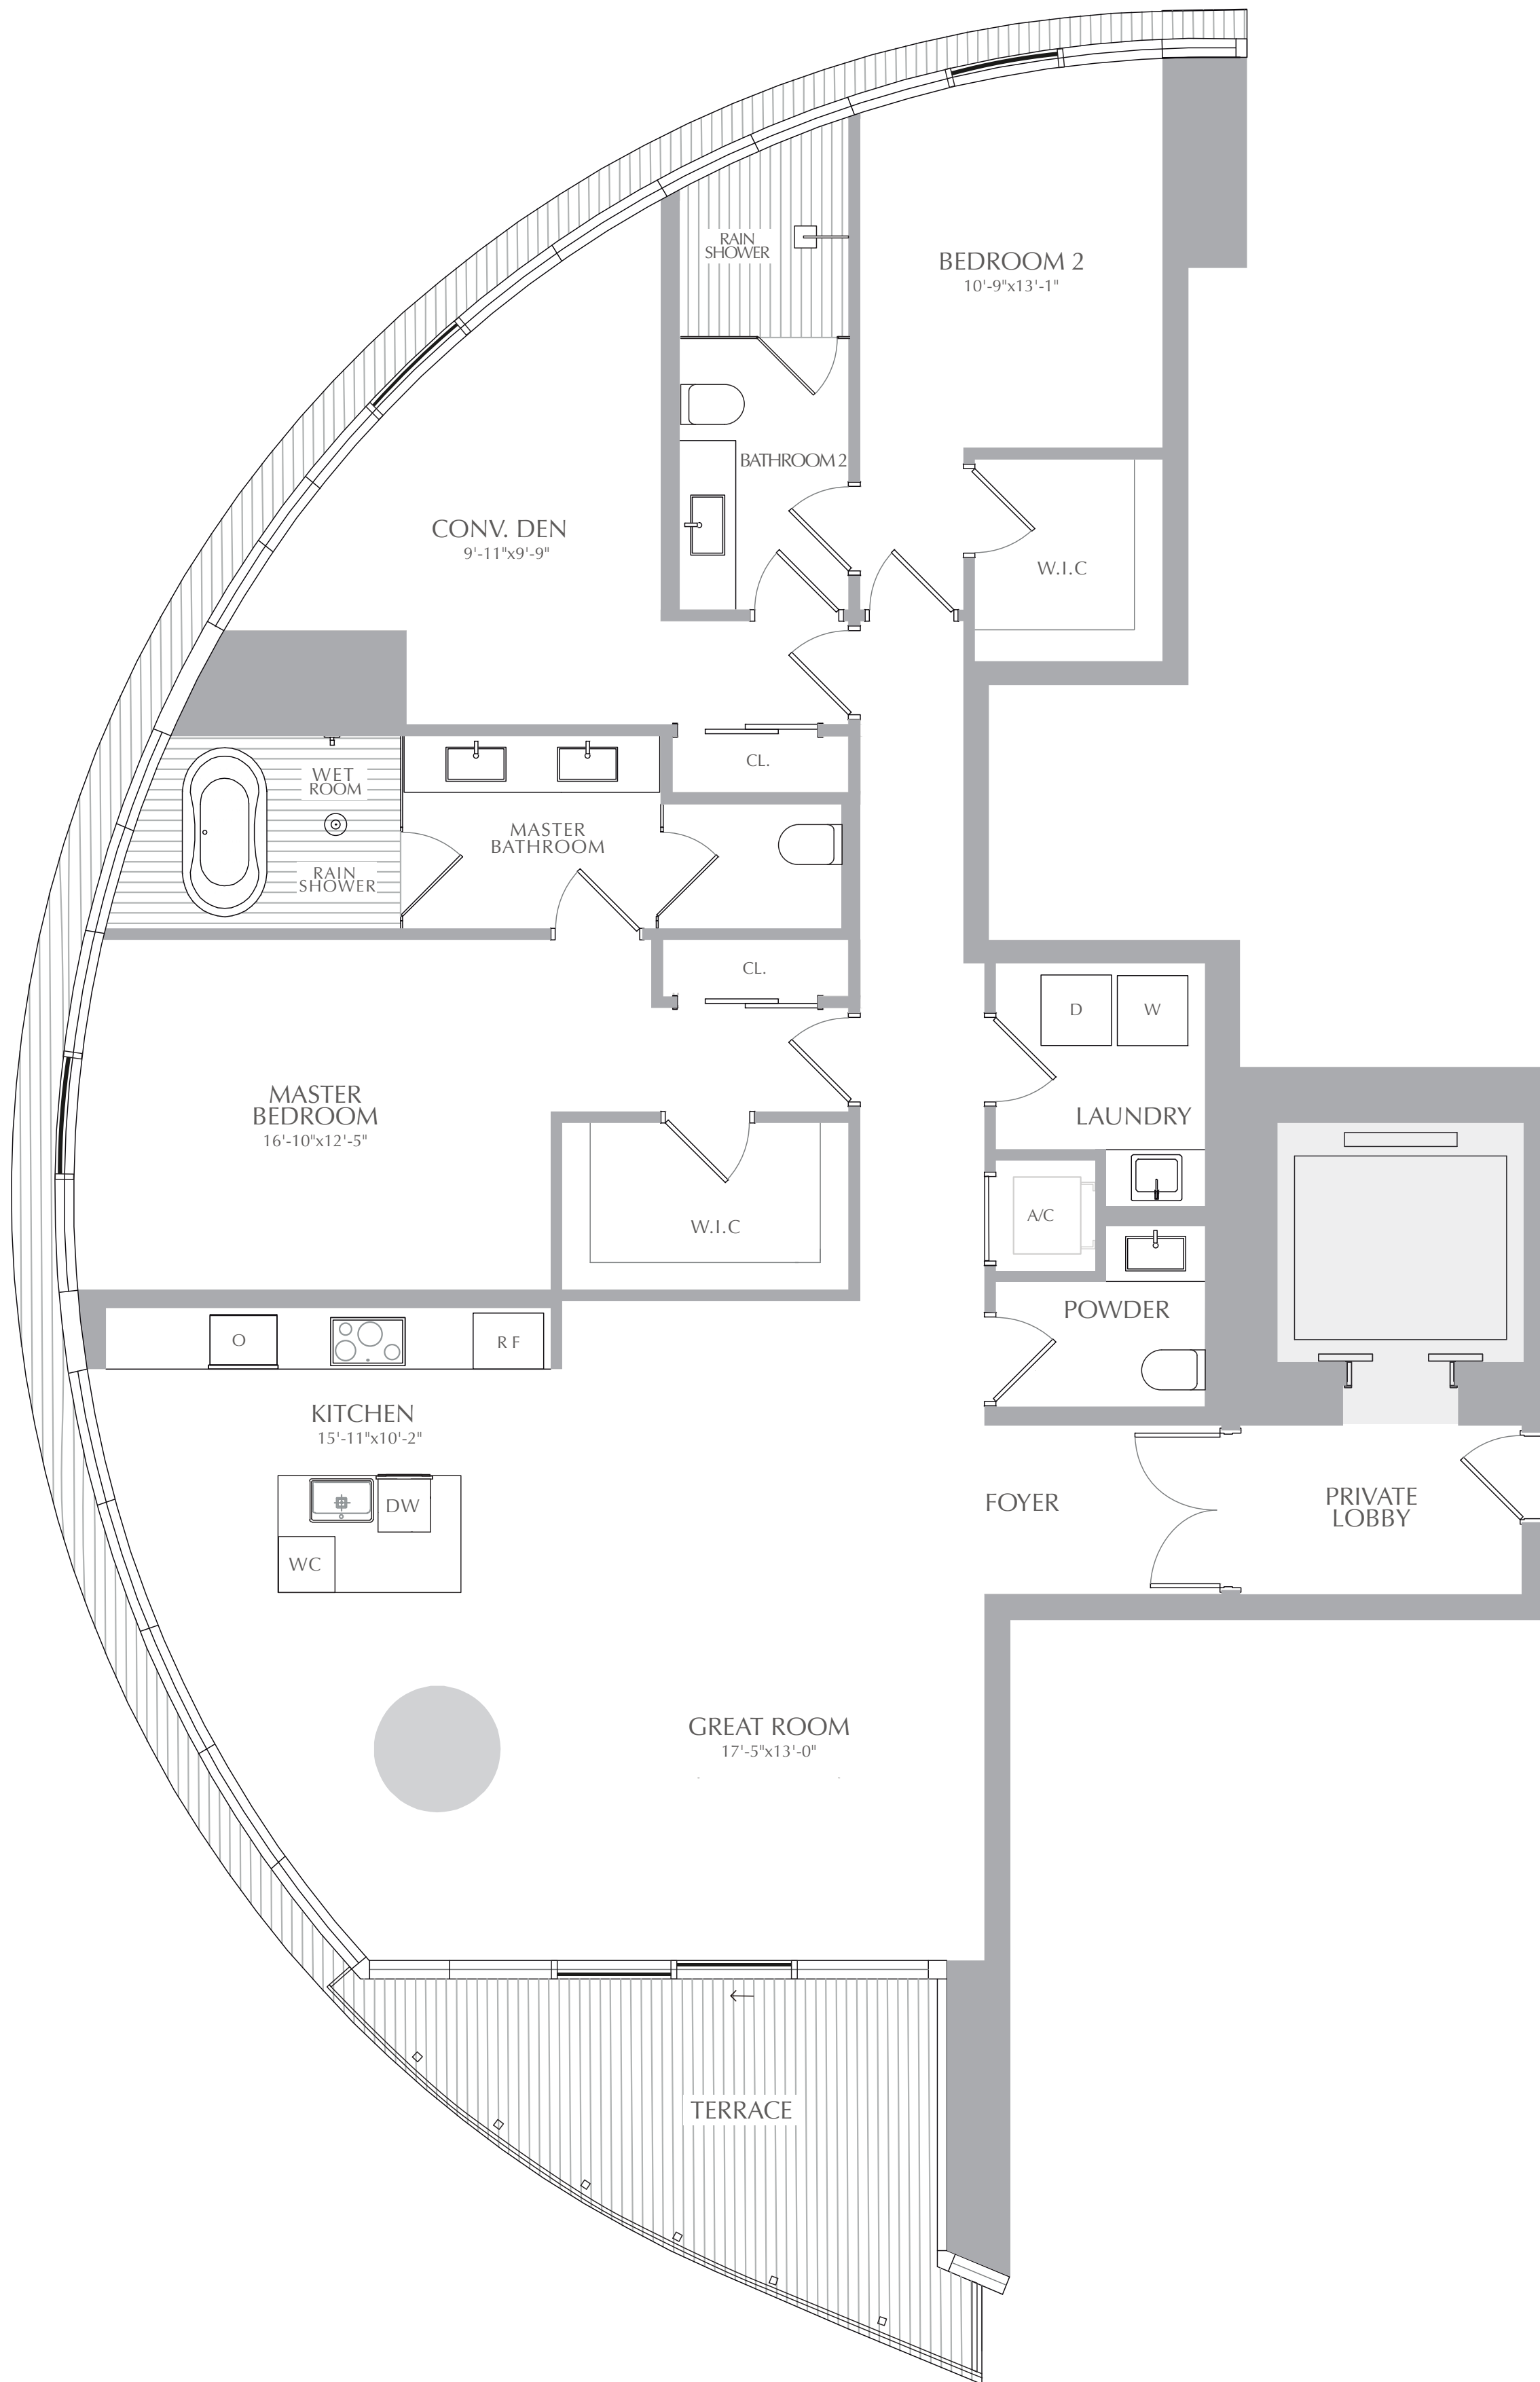 RAIN
SHOWER
BEDROOM 2
10'-9"x13'-1"
BATHROOM 2
CONV. DEN
9'-11"x9'-9"
W.I.C
CL.
WET
ROOM
MASTER
BATHROOM
RAIN
SHOWER
CL.
D
W
MASTER
BEDROOM
16'-10"x12'-5"
LAUNDRY
W.I.C
A/C
POWDER
O
R F
KITCHEN
15'-11"x10'-2"
DW
WC
FOYER
PRIVATE
LOBBY
GREAT ROOM
17'-5"x13'-0"
TERRACE